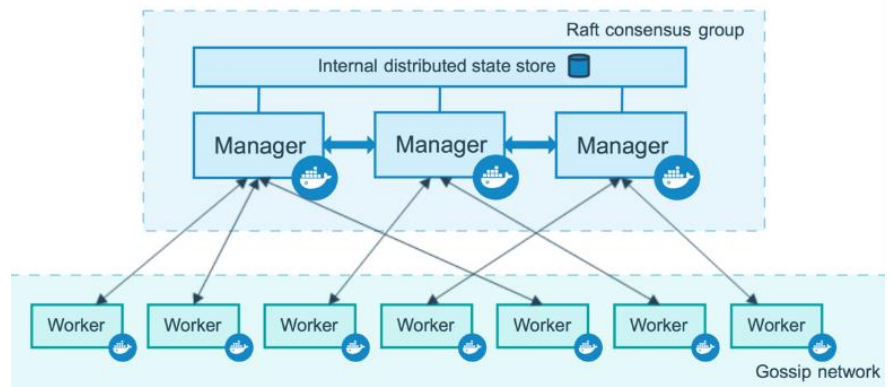 Raft consensus group
Internal distributed state store
Manager
Manager
Manager
Worker
Worker
Worker
Worker
Worker
Worker
Worker
Gossip network